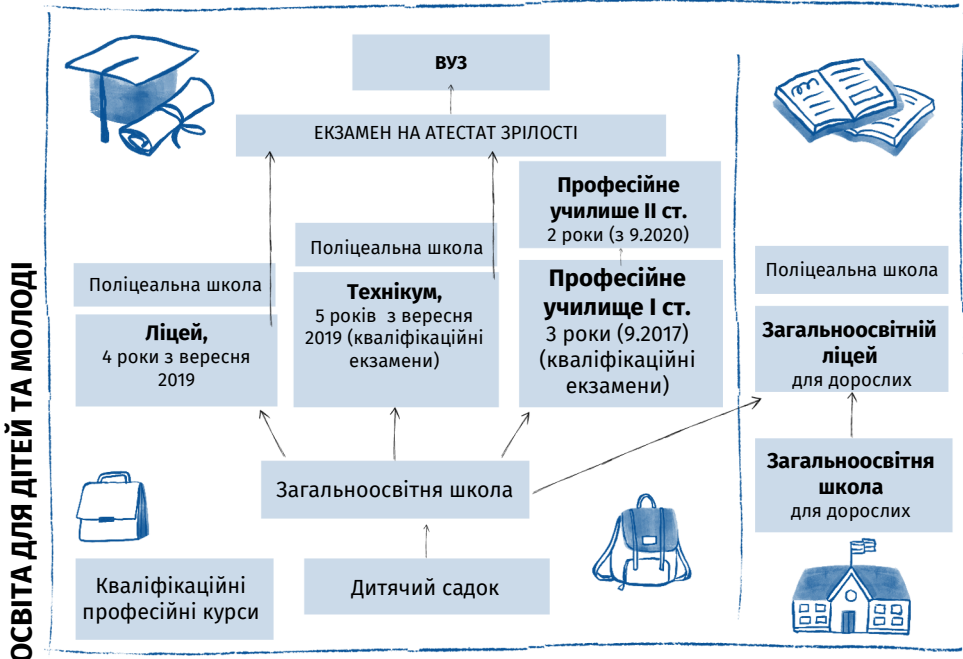 ОСВІТА ДЛЯ ДІТЕЙ ТА МОЛОДІ
ВУЗ
ЕКЗАМЕН НА АТЕСТАТ ЗРІЛОСТІ
Професійне
училише ІІ ст.
2 роки (з 9.2020)
Поліцеальна школа
Технікум,
5 років з вересня
2019 (кваліфікаційні
екзамени)
Професійне
училище І ст.
3 роки (9.2017)
(кваліфікаційні
екзамени)
Поліцеальна школа
Ліцей,
4 роки з вересня
2019
Загальноосвітня школа
Дитячий садок
Кваліфікаційні
професійні курси
Поліцеальна школа
Загальноосвітній
ліцей
для дорослих
Загальноосвітня
школа
для дорослих